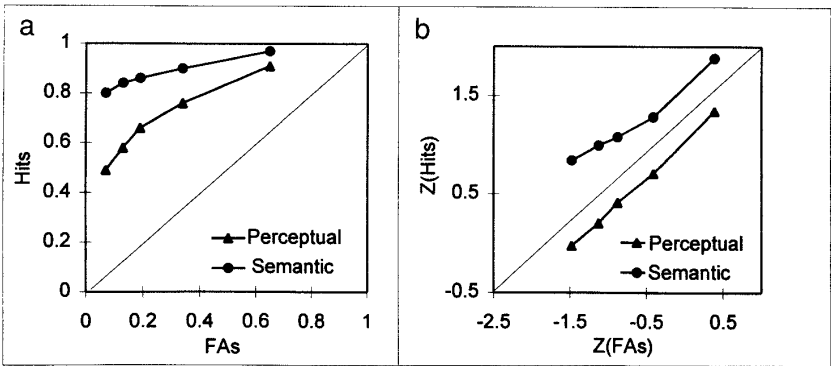 a
1
0.8
0.6
0.4
0.2
0
Hits
Perceptual
Semantic
0 0.2 0.4 0.6 0.8 1
FAs
b
1.5
0.5
-0.5
Z(Hits)
Perceptual
Semantic
-2.5 -1.5 -0.5 0.5
Z(FAs)